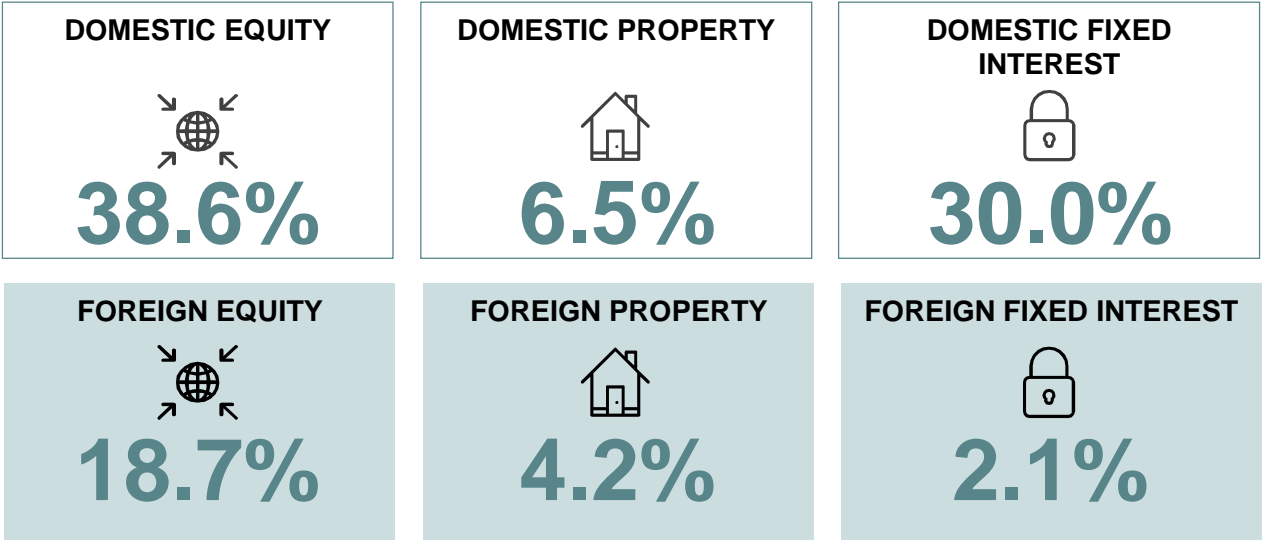 DOMESTIC EQUITY
38.6%
DOMESTIC PROPERTY
6.5%
DOMESTIC FIXED
INTEREST
30.0%
FOREIGN EQUITY
18.7%
FOREIGN PROPERTY
4.2%
FOREIGN FIXED INTEREST
2.1%